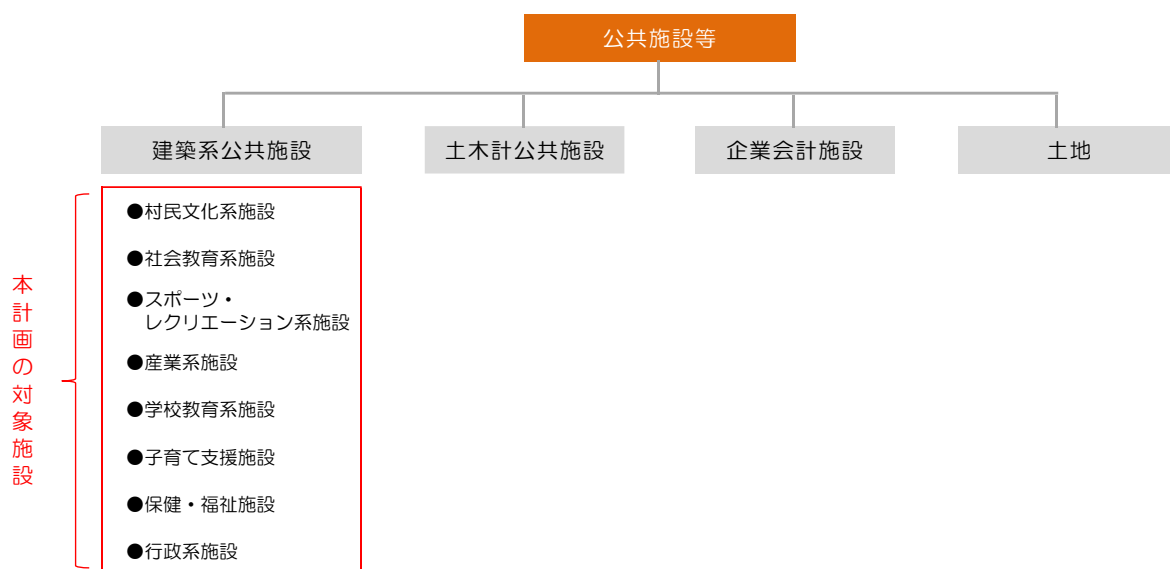 公共施設等
建築系公共施設
土木計公共施設
企業会計施設
土地
本計画の対象施設
●村民文化系施設
●社会教育系施設
●スポーツ・
レクリエーション系施設
●産業系施設
●学校教育系施設
●子育て支援施設
●保健・福祉施設
●行政系施設